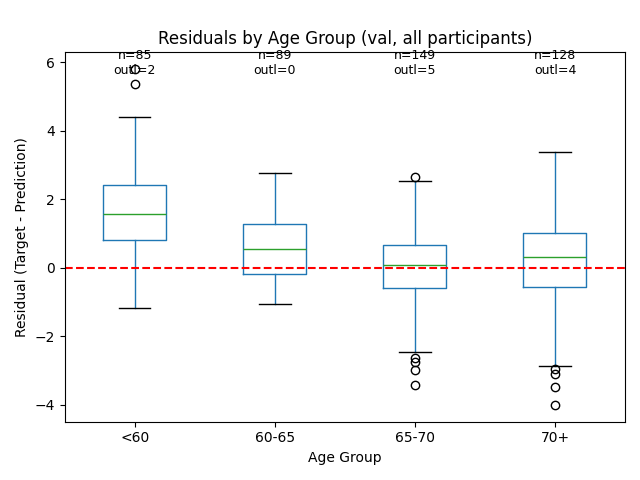 Residuals by Age Group (val, all participants)
n=85
outl=2
n=89
outl=0
n=149
outl=5
n=128
outl=4
6
4
2
0
−2
−4
Residual (Target - Prediction)
<60
60-65
65-70
70+
Age Group